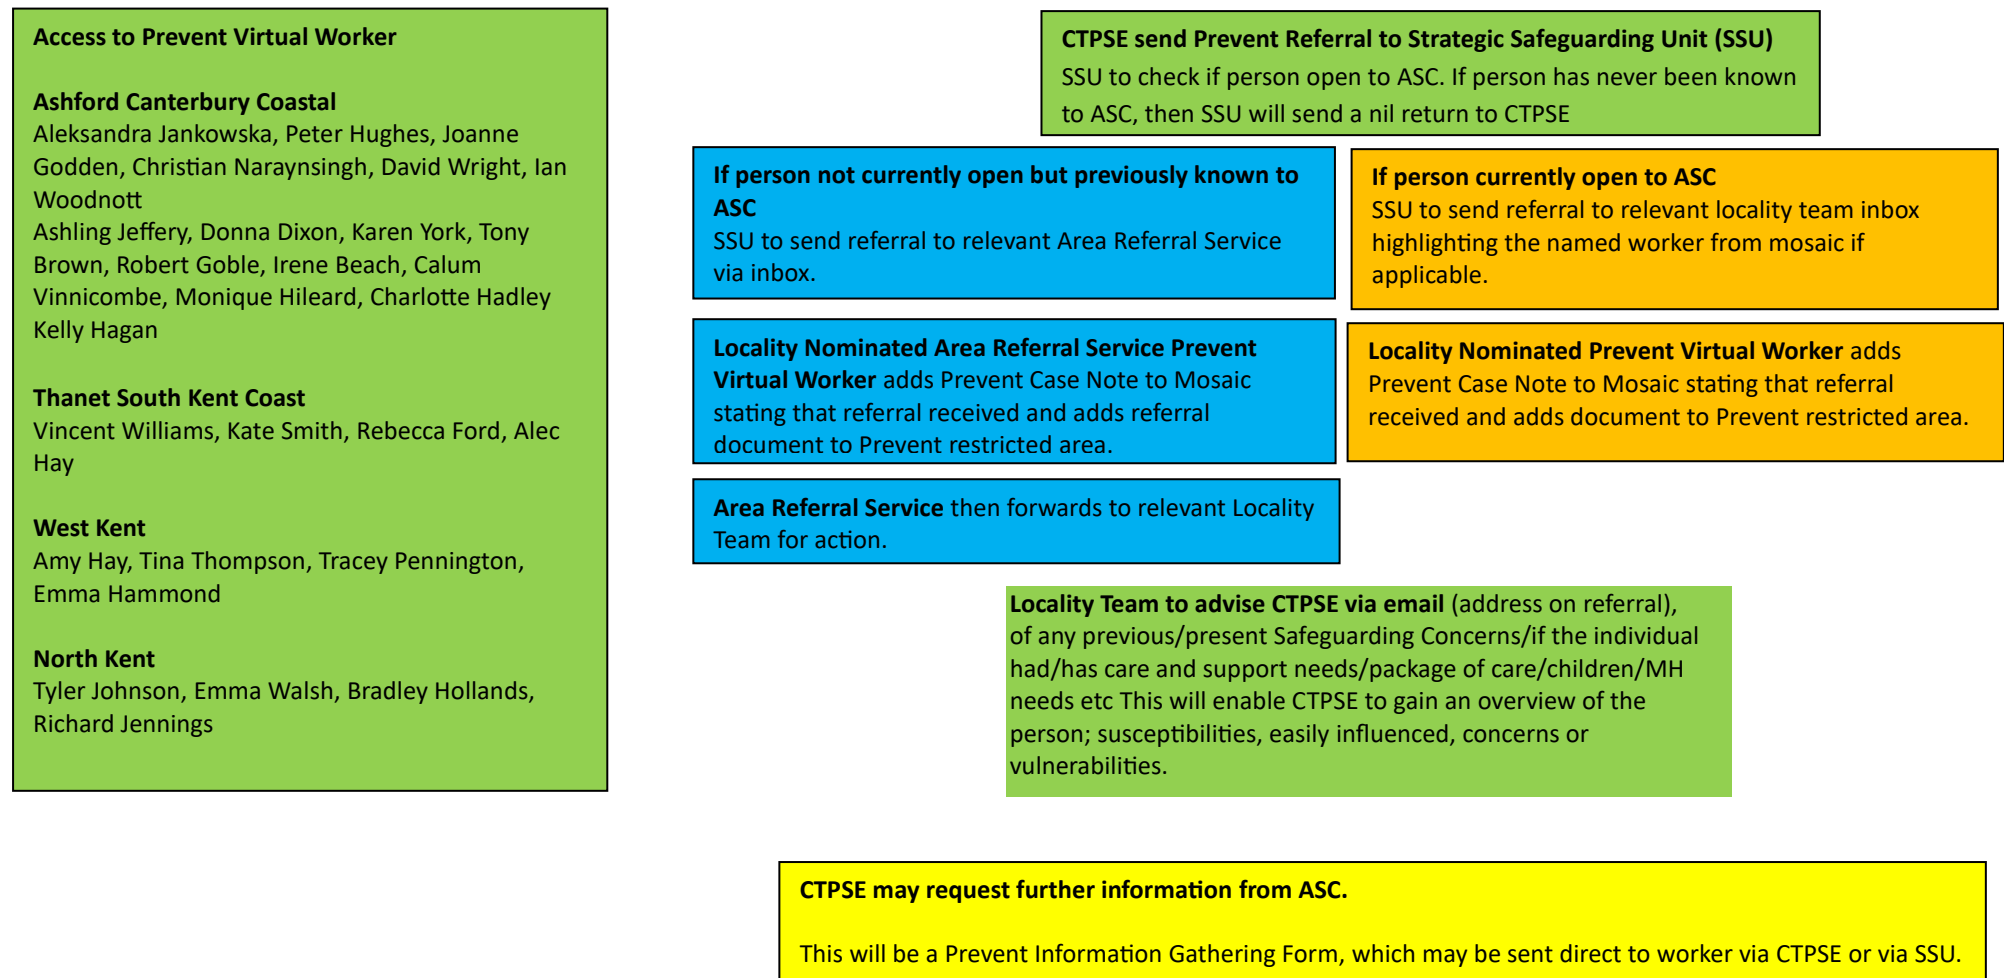 Access to Prevent Virtual Worker
Ashford Canterbury Coastal
Aleksandra Jankowska, Peter Hughes, Joanne
Godden, Christian Naraynsingh, David Wright, Ian
Woodnott
Ashling Jeffery, Donna Dixon, Karen York, Tony
Brown, Robert Goble, Irene Beach, Calum
Vinnicombe, Monique Hileard, Charlotte Hadley
Kelly Hagan
Thanet South Kent Coast
Vincent Williams, Kate Smith, Rebecca Ford, Alec
Hay
West Kent
Amy Hay, Tina Thompson, Tracey Pennington,
Emma Hammond
North Kent
Tyler Johnson, Emma Walsh, Bradley Hollands,
Richard Jennings
CTPSE send Prevent Referral to Strategic Safeguarding Unit (SSU)
SSU to check if person open to ASC. If person has never been known
to ASC, then SSU will send a nil return to CTPSE
If person not currently open but previously known to
ASC
SSU to send referral to relevant Area Referral Service
via inbox.
If person currently open to ASC
SSU to send referral to relevant locality team inbox
highlighting the named worker from mosaic if
applicable.
Locality Nominated Area Referral Service Prevent
Virtual Worker adds Prevent Case Note to Mosaic
stating that referral received and adds referral
document to Prevent restricted area.
Locality Nominated Prevent Virtual Worker adds
Prevent Case Note to Mosaic stating that referral
received and adds document to Prevent restricted area.
Area Referral Service then forwards to relevant Locality
Team for action.
Locality Team to advise CTPSE via email (address on referral),
of any previous/present Safeguarding Concerns/if the individual
had/has care and support needs/package of care/children/MH
needs etc This will enable CTPSE to gain an overview of the
person; susceptibilities, easily influenced, concerns or
vulnerabilities.
CTPSE may request further information from ASC.
This will be a Prevent Information Gathering Form, which may be sent direct to worker via CTPSE or via SSU.